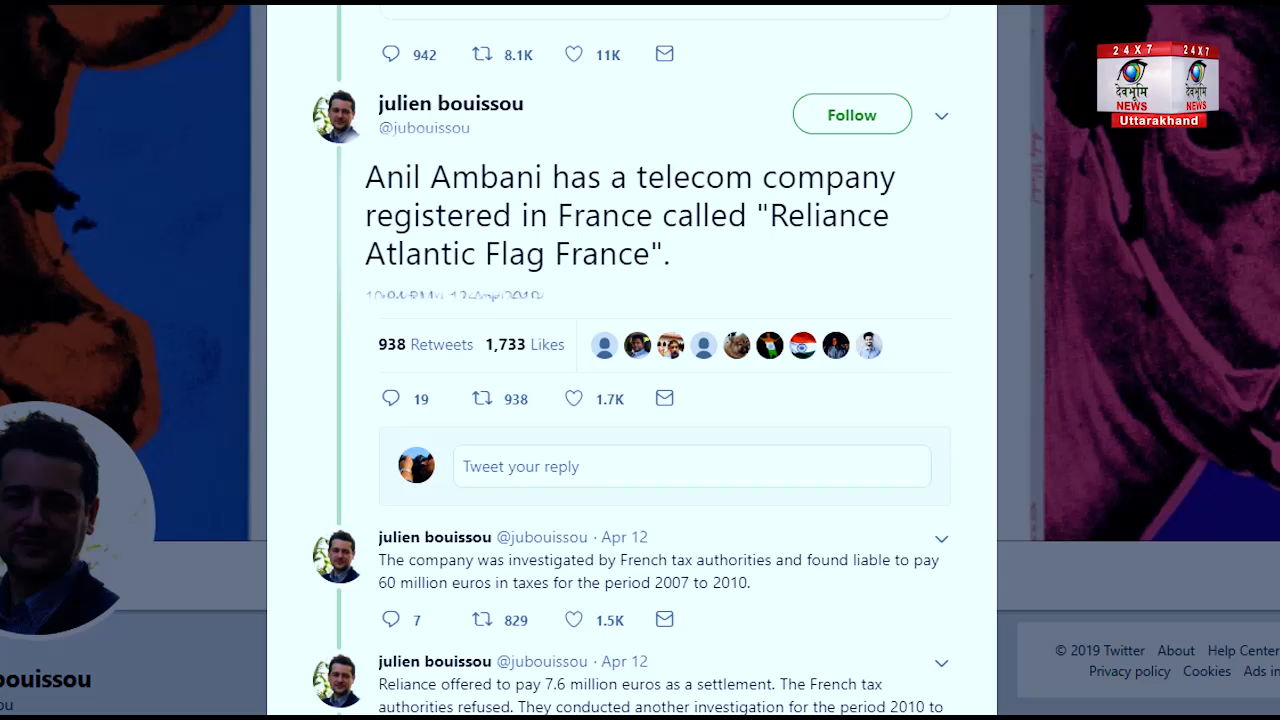 942 8.1K 11K
24 X 7 24 X 7
देवभूमि देवभूमि
NEWS NEWS
Uttarakhand
julien bouissou
@jubouissou
Follow
Anil Ambani has a telecom company
registered in France called "Reliance
Atlantic Flag France".
938 Retweets 1,733 Likes
19 938 1.7K
Tweet your reply
julien bouissou @jubouissou · Apr 12
The company was investigated by French tax authorities and found liable to pay
60 million euros in taxes for the period 2007 to 2010.
7 829 1.5K
julien bouissou @jubouissou · Apr 12
Reliance offered to pay 7.6 million euros as a settlement. The French tax
authorities refused. They conducted another investigation for the period 2010 to
bouissou
ou
© 2019 Twitter About Help Center
Privacy policy Cookies Ads in